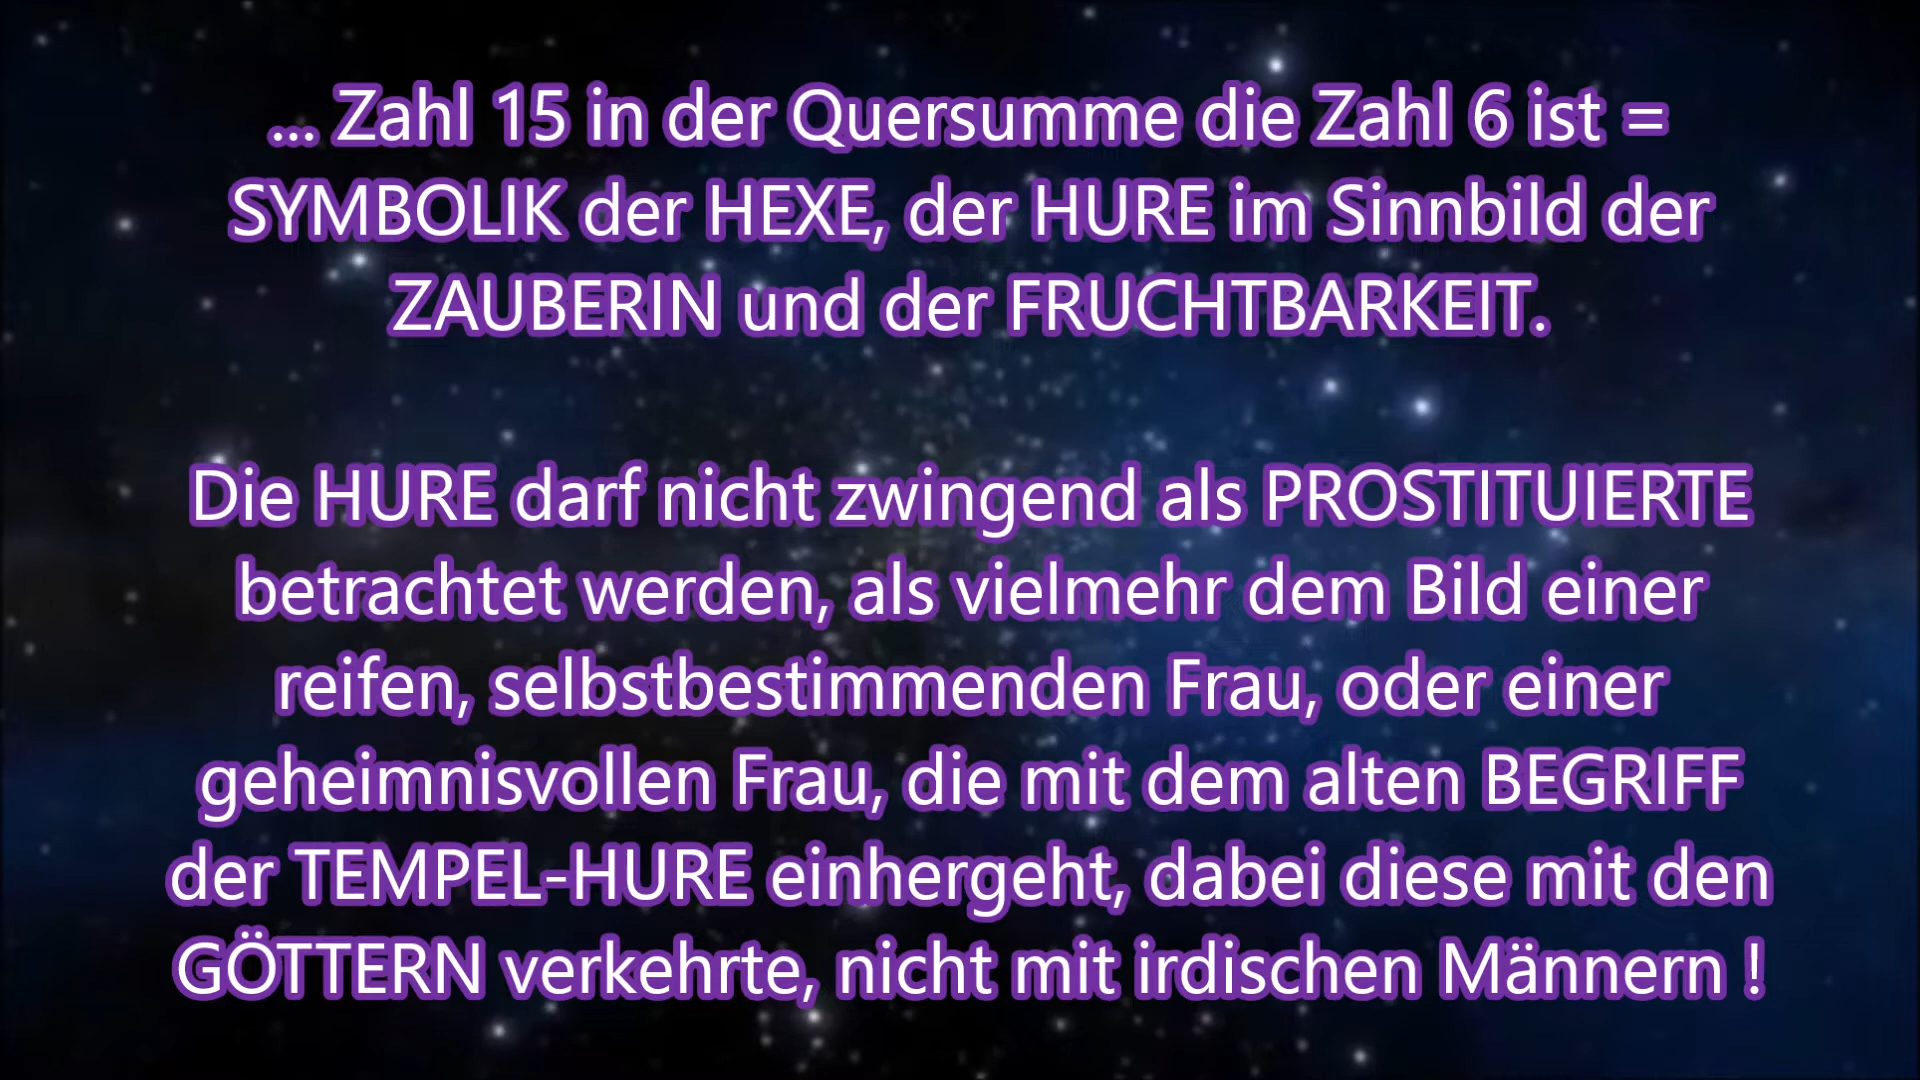 ... Zahl 15 in der Quersumme die Zahl 6 ist =
SYMBOLIK der HEXE, der HURE im Sinnbild der
ZAUBERIN und der FRUCHTBARKEIT.
Die HURE darf nicht zwingend als PROSTITUIERTE
betrachtet werden, als vielmehr dem Bild einer
reifen, selbstbestimmenden Frau, oder einer
geheimnisvollen Frau, die mit dem alten BEGRIFF
der TEMPEL-HURE einhergeht, dabei diese mit den
GÖTTERN verkehrte, nicht mit irdischen Männern !